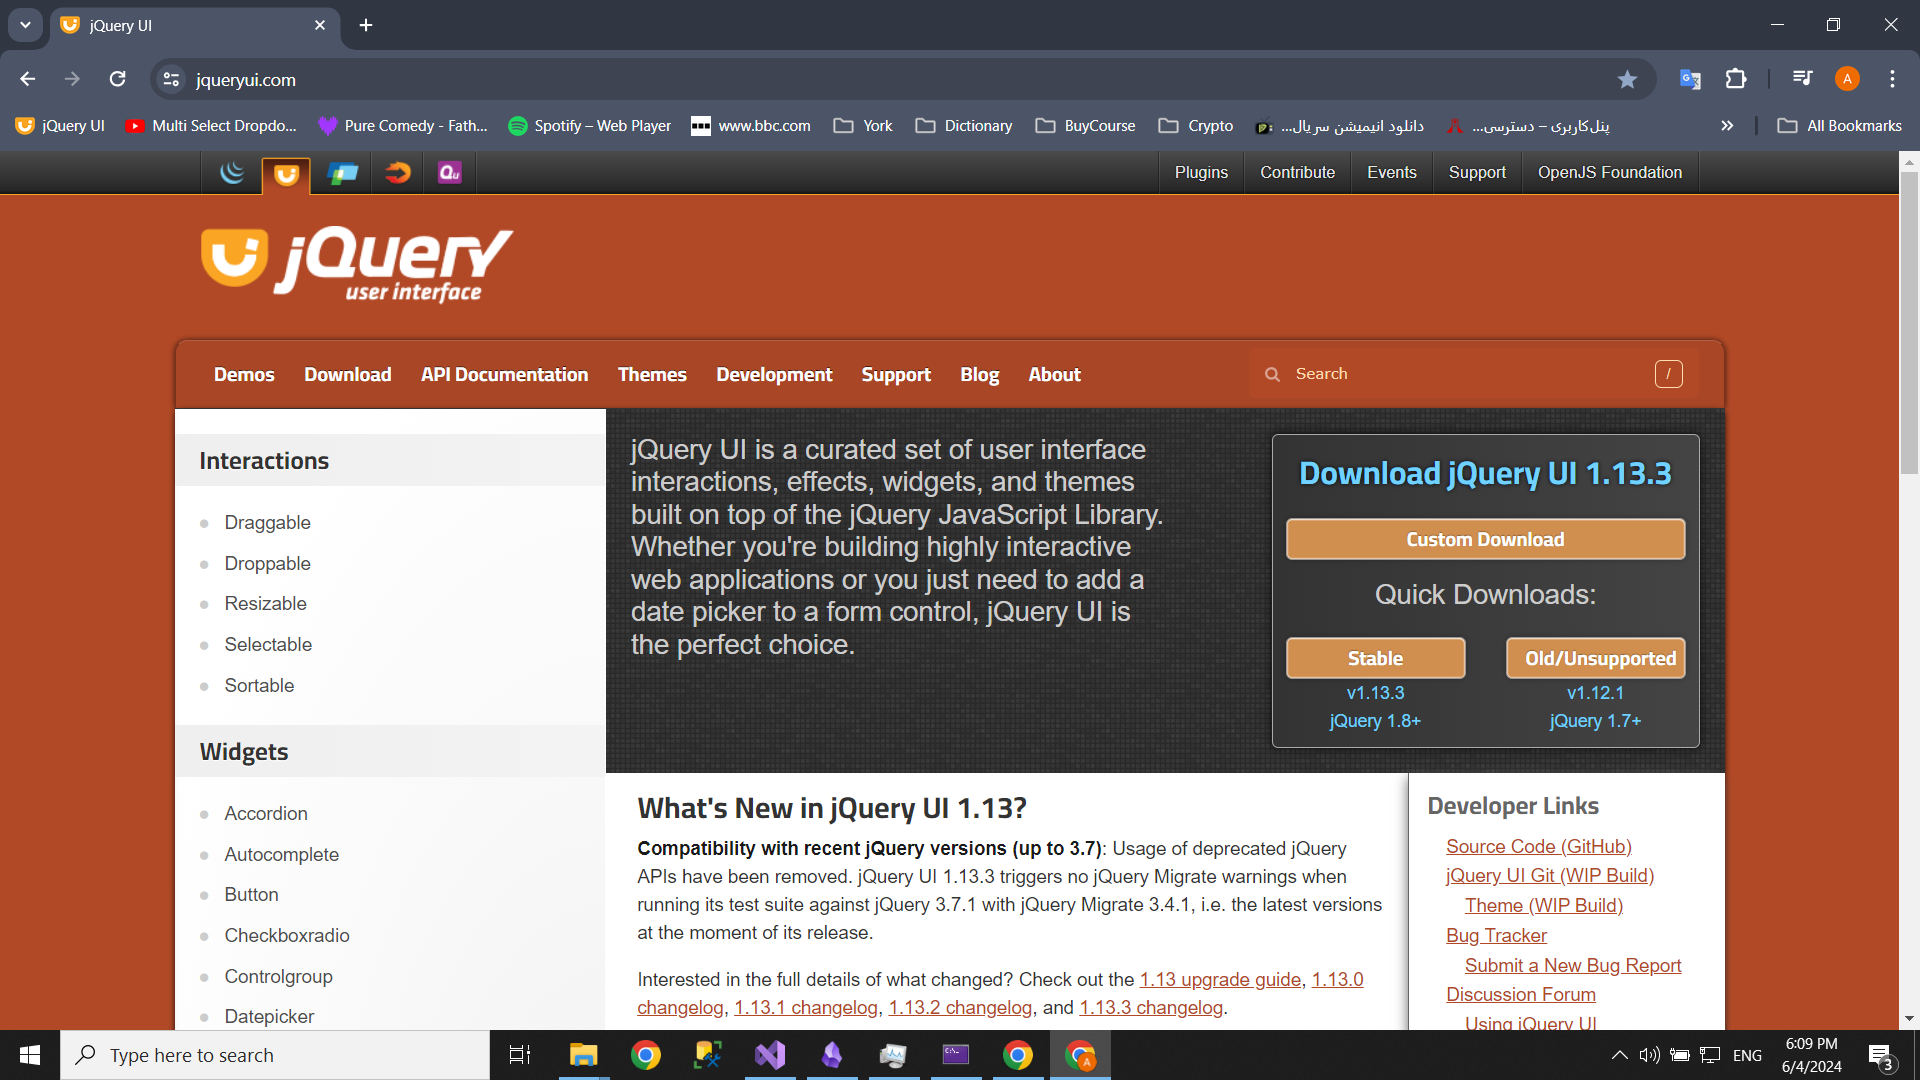 jQuery UI
jqueryui.com
jQuery UI
Multi Select Dropdo...
Pure Comedy - Fath...
Spotify – Web Player
www.bbc.com
York
Dictionary
BuyCourse
Crypto
دانلود انیمیشن سریال...
پنل‌کاربری – دسترسی...
All Bookmarks
Plugins
Contribute
Events
Support
OpenJS Foundation
jQuery
user interface
Demos
Download
API Documentation
Themes
Development
Support
Blog
About
Search
/
Interactions
Draggable
Droppable
Resizable
Selectable
Sortable
Widgets
Accordion
Autocomplete
Button
Checkboxradio
Controlgroup
Datepicker
jQuery UI is a curated set of user interface
interactions, effects, widgets, and themes
built on top of the jQuery JavaScript Library.
Whether you're building highly interactive
web applications or you just need to add a
date picker to a form control, jQuery UI is
the perfect choice.
Download jQuery UI 1.13.3
Custom Download
Quick Downloads:
Stable
v1.13.3
jQuery 1.8+
Old/Unsupported
v1.12.1
jQuery 1.7+
What's New in jQuery UI 1.13?
Compatibility with recent jQuery versions (up to 3.7): Usage of deprecated jQuery
APIs have been removed. jQuery UI 1.13.3 triggers no jQuery Migrate warnings when
running its test suite against jQuery 3.7.1 with jQuery Migrate 3.4.1, i.e. the latest versions
at the moment of its release.
Interested in the full details of what changed? Check out the 1.13 upgrade guide, 1.13.0
changelog, 1.13.1 changelog, 1.13.2 changelog, and 1.13.3 changelog.
Developer Links
Source Code (GitHub)
jQuery UI Git (WIP Build)
Theme (WIP Build)
Bug Tracker
Submit a New Bug Report
Discussion Forum
Using jQuery UI
Type here to search
ENG
6:09 PM
6/4/2024
3